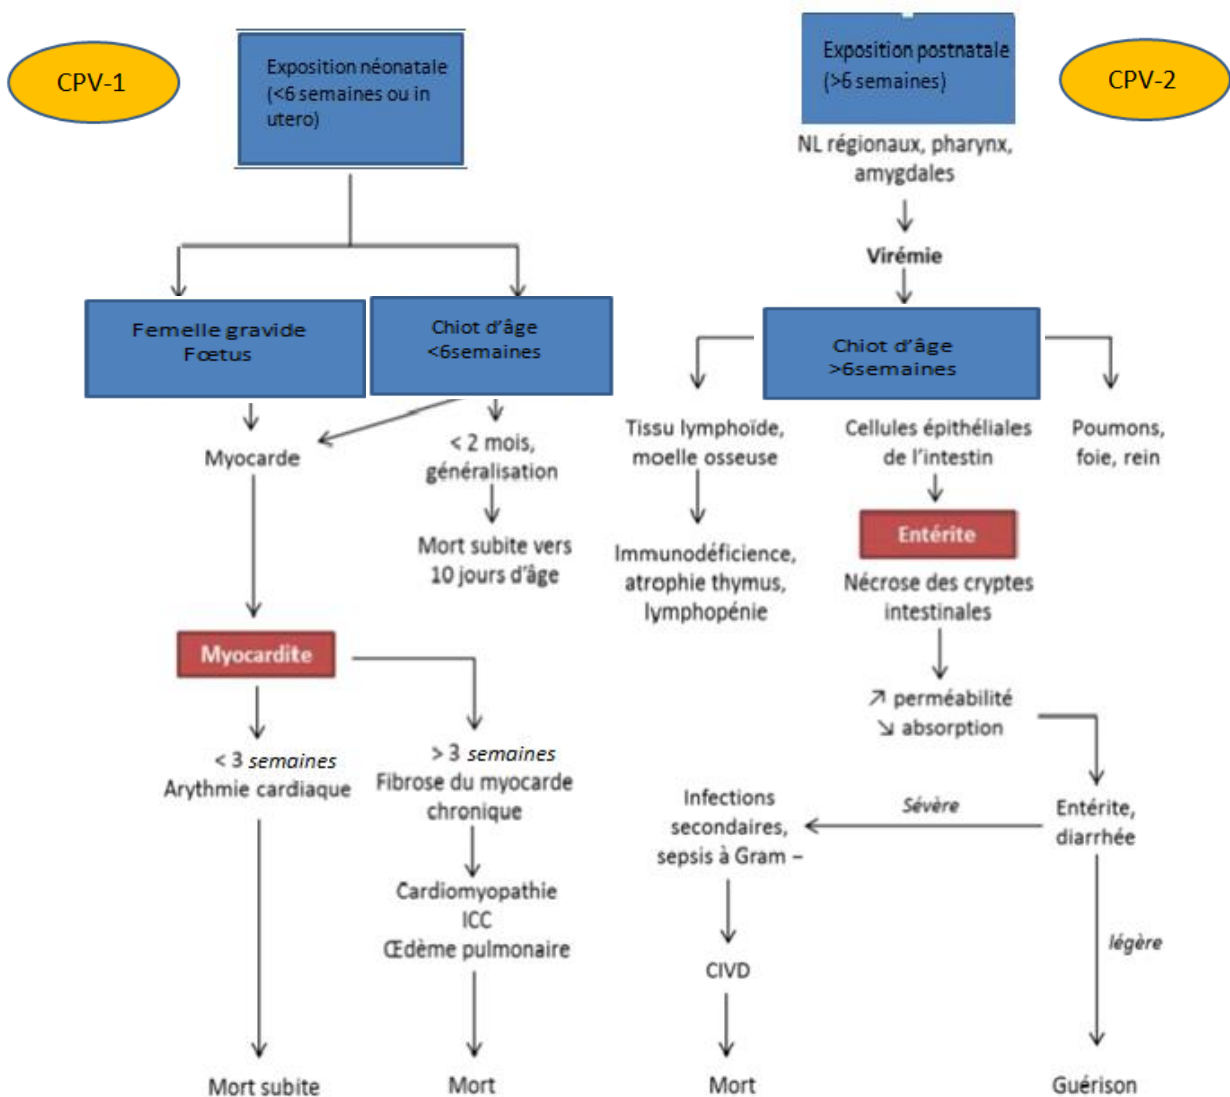 CPV-1
Exposition néonatale
(<6 semaines ou in
utero)
Exposition postnatale
(>6 semaines)
CPV-2
NL régionaux, pharynx,
amygdales
Virémie
Femelle gravide
Fœtus
Chiot d'âge
<6semaines
Chiot d'âge
>6semaines
Myocarde
< 2 mois,
généralisation
Mort subite vers
10 jours d'âge
Tissu lymphoïde,
moelle osseuse
Cellules épithéliales
de l'intestin
Poumons,
foie, rein
Immunodéficience,
atrophie thymus,
lymphopénie
Entérite
Nécrose des cryptes
intestinales
Myocardite
↗ perméabilité
↘ absorption
< 3 semaines
Arythmie cardiaque
> 3 semaines
Fibrose du myocarde
chronique
Infections
secondaires,
sepsis à Gram –
Sévère
Entérite,
diarrhée
Cardiomyopathie
ICC
Œdème pulmonaire
CIVD
légère
Mort subite
Mort
Mort
Guérison